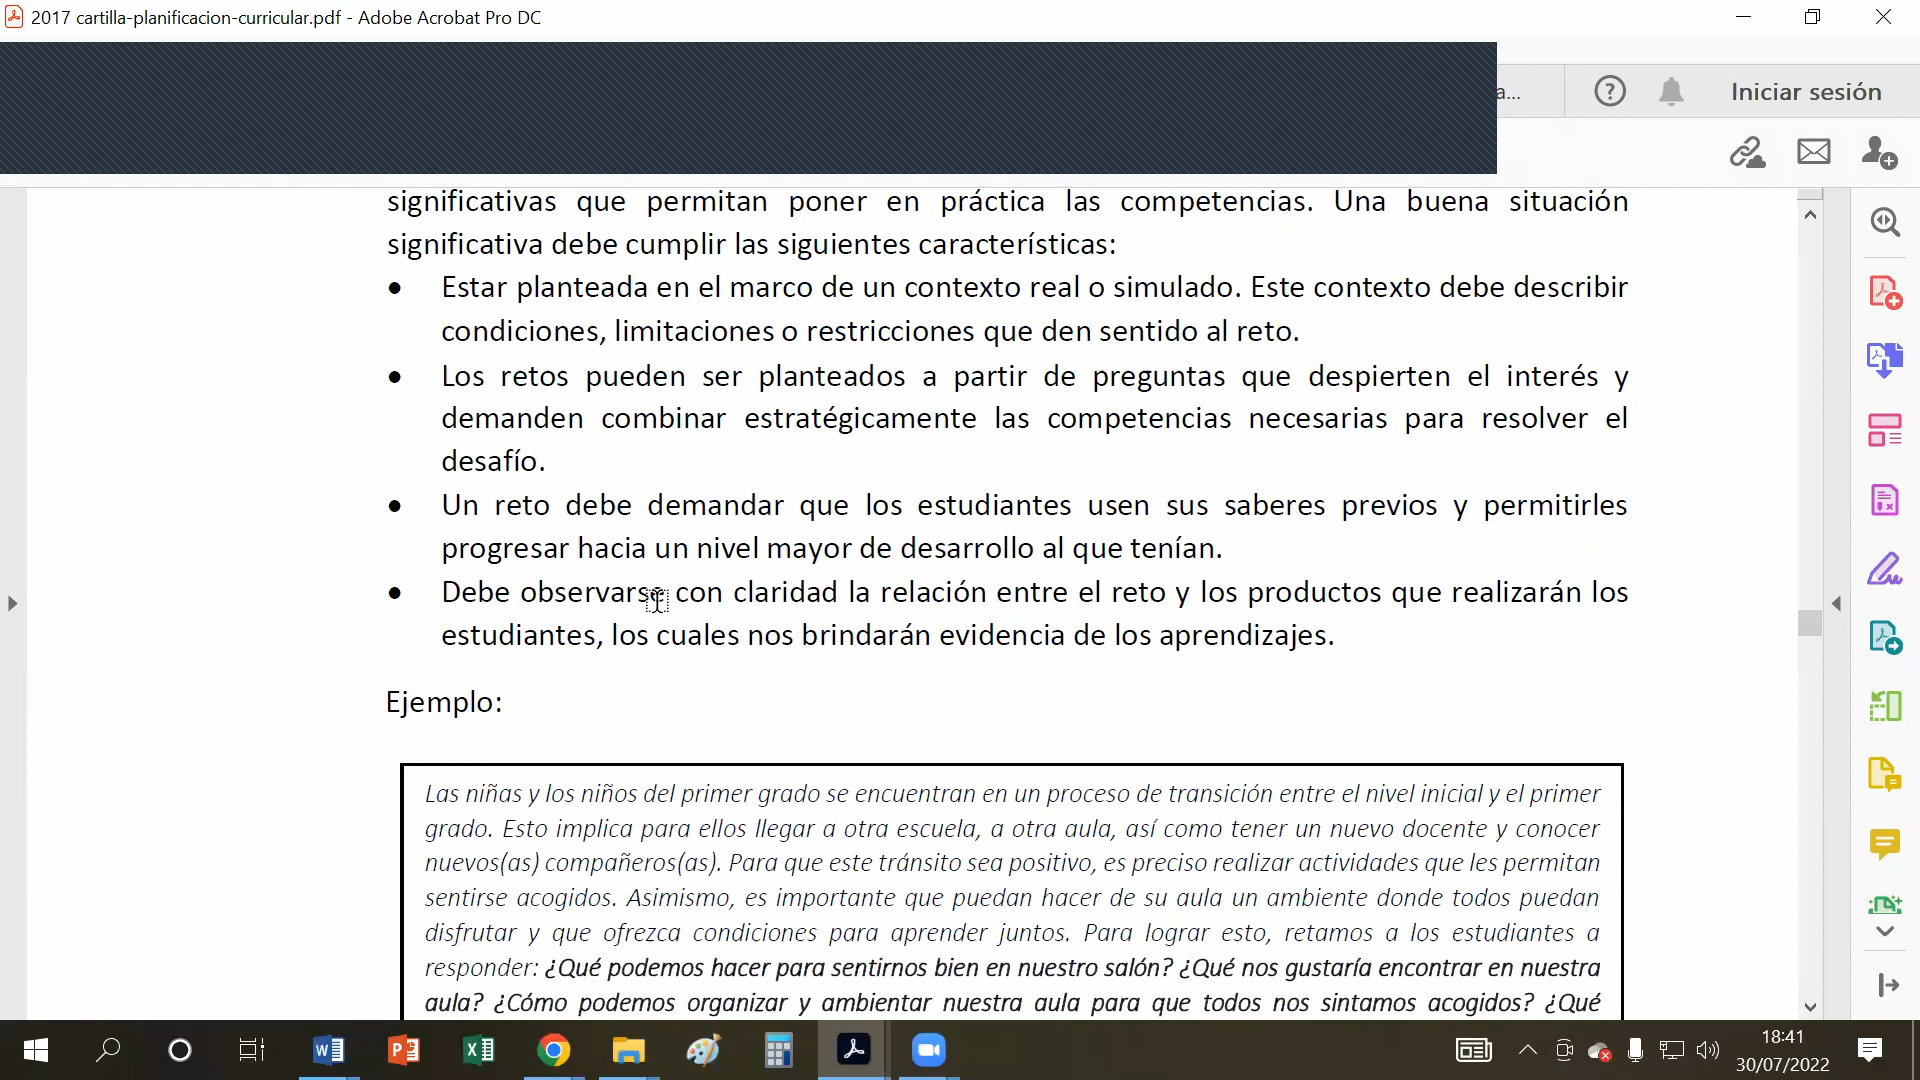 2017 cartilla-planificacion-curricular.pdf - Adobe Acrobat Pro DC
a...
Iniciar sesión
significativas que permitan poner en práctica las competencias. Una buena situación
significativa debe cumplir las siguientes características:
• Estar planteada en el marco de un contexto real o simulado. Este contexto debe describir
condiciones, limitaciones o restricciones que den sentido al reto.
• Los retos pueden ser planteados a partir de preguntas que despierten el interés y
demanden combinar estratégicamente las competencias necesarias para resolver el
desafío.
• Un reto debe demandar que los estudiantes usen sus saberes previos y permitirles
progresar hacia un nivel mayor de desarrollo al que tenían.
• Debe observarse con claridad la relación entre el reto y los productos que realizarán los
estudiantes, los cuales nos brindarán evidencia de los aprendizajes.
Ejemplo:
Las niñas y los niños del primer grado se encuentran en un proceso de transición entre el nivel inicial y el primer
grado. Esto implica para ellos llegar a otra escuela, a otra aula, así como tener un nuevo docente y conocer
nuevos(as) compañeros(as). Para que este tránsito sea positivo, es preciso realizar actividades que les permitan
sentirse acogidos. Asimismo, es importante que puedan hacer de su aula un ambiente donde todos puedan
disfrutar y que ofrezca condiciones para aprender juntos. Para lograr esto, retamos a los estudiantes a
responder: ¿Qué podemos hacer para sentirnos bien en nuestro salón? ¿Qué nos gustaría encontrar en nuestra
aula? ¿Cómo podemos organizar y ambientar nuestra aula para que todos nos sintamos acogidos? ¿Qué
18:41
30/07/2022